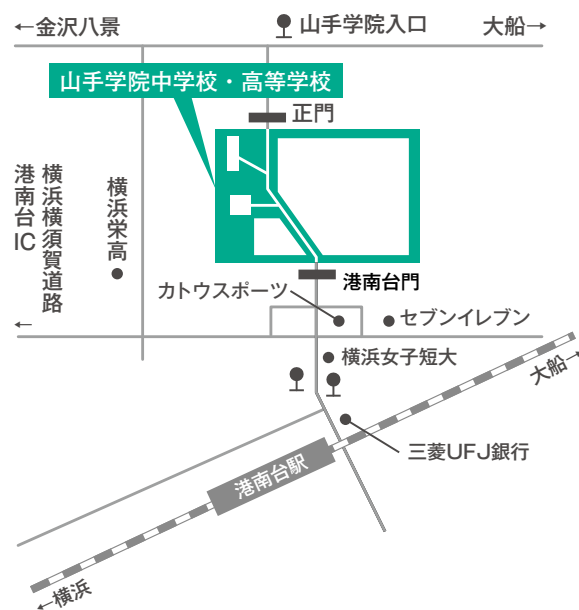 ←金沢八景
山手学院入口
大船→
山手学院中学校・高等学校
正門
横浜横須賀道路
港南台IC
←
横浜栄高
港南台門
カトウスポーツ
セブンイレブン
横浜女子短大
大船→
三菱UFJ銀行
港南台駅
←横浜